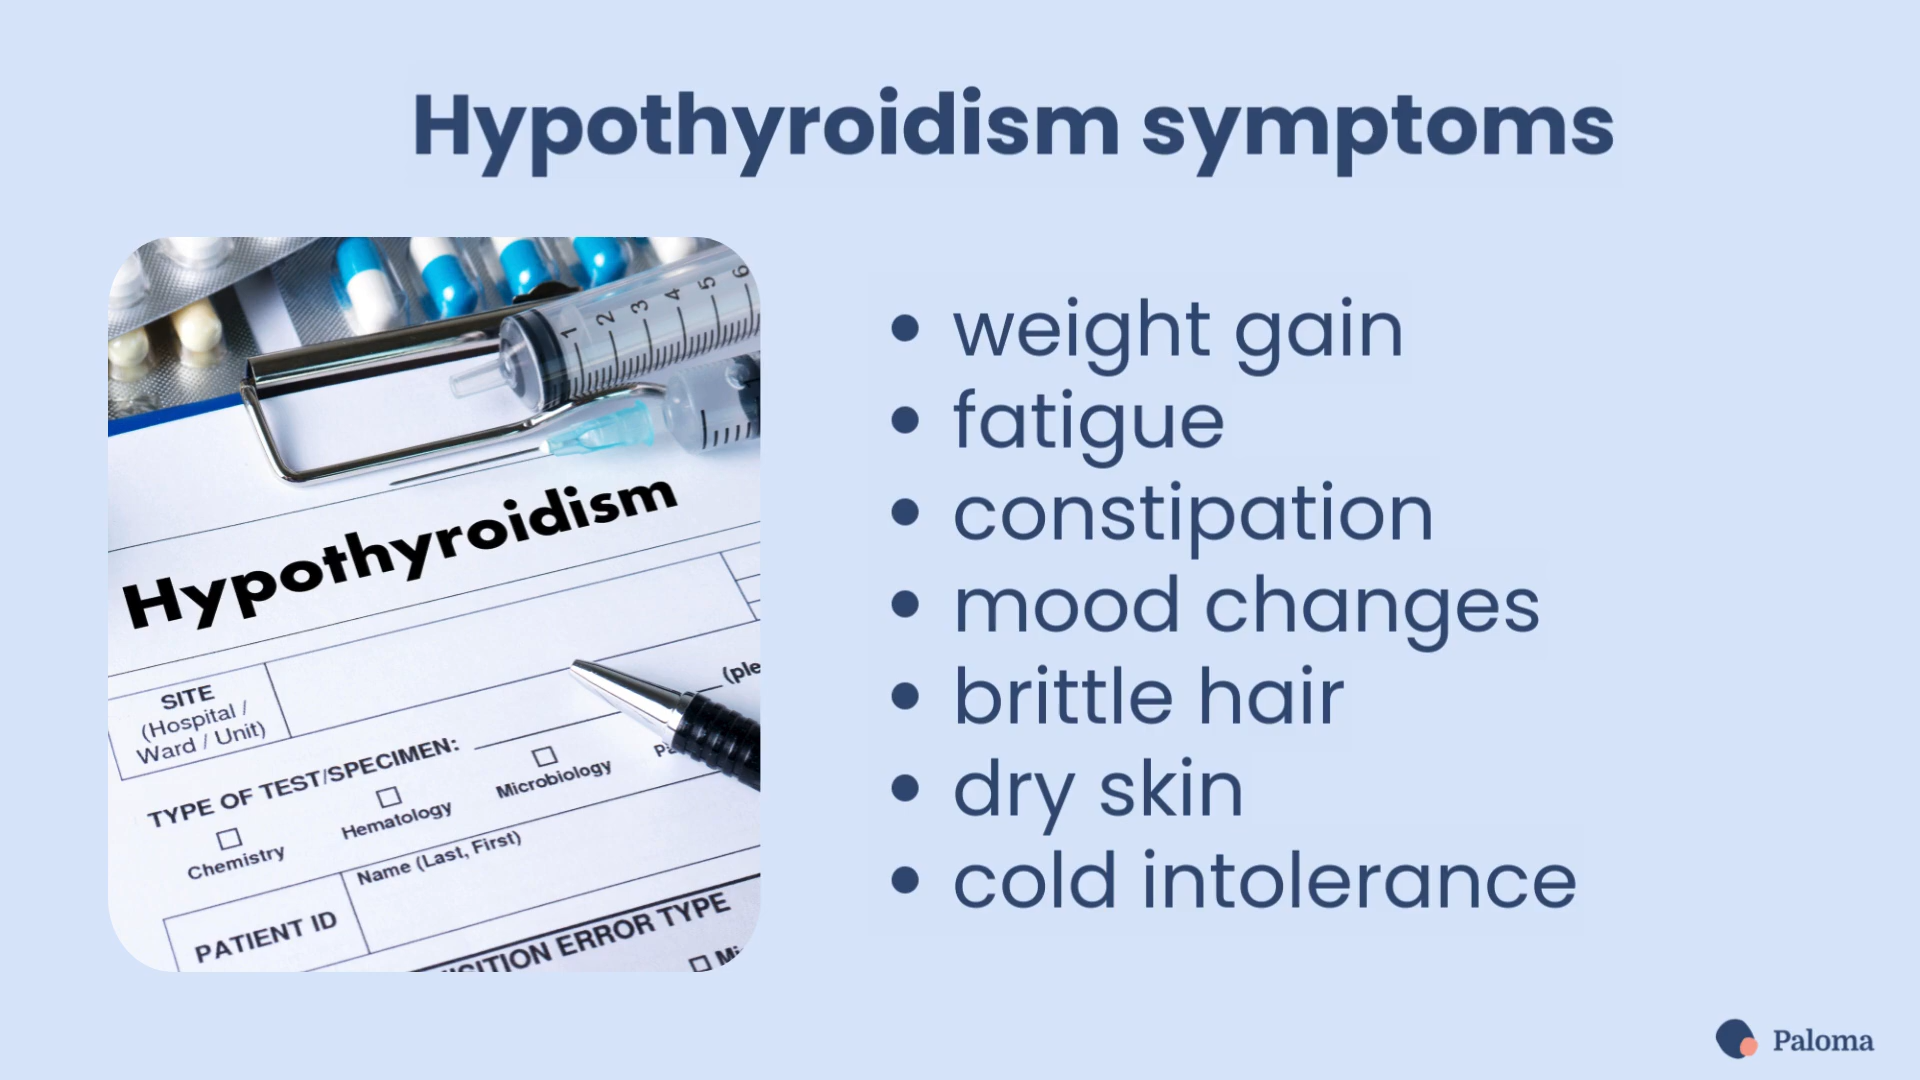 Hypothyroidism symptoms
1 2 3 4 5 6
Hypothyroidism
SITE
(Hospital /
Ward / Unit)
(ple
TYPE OF TEST/SPECIMEN:
Chemistry
Hematology
Microbiology
Name (Last, First)
PATIENT ID
ISITION ERROR TYPE
• weight gain
• fatigue
• constipation
• mood changes
• brittle hair
• dry skin
• cold intolerance
Paloma